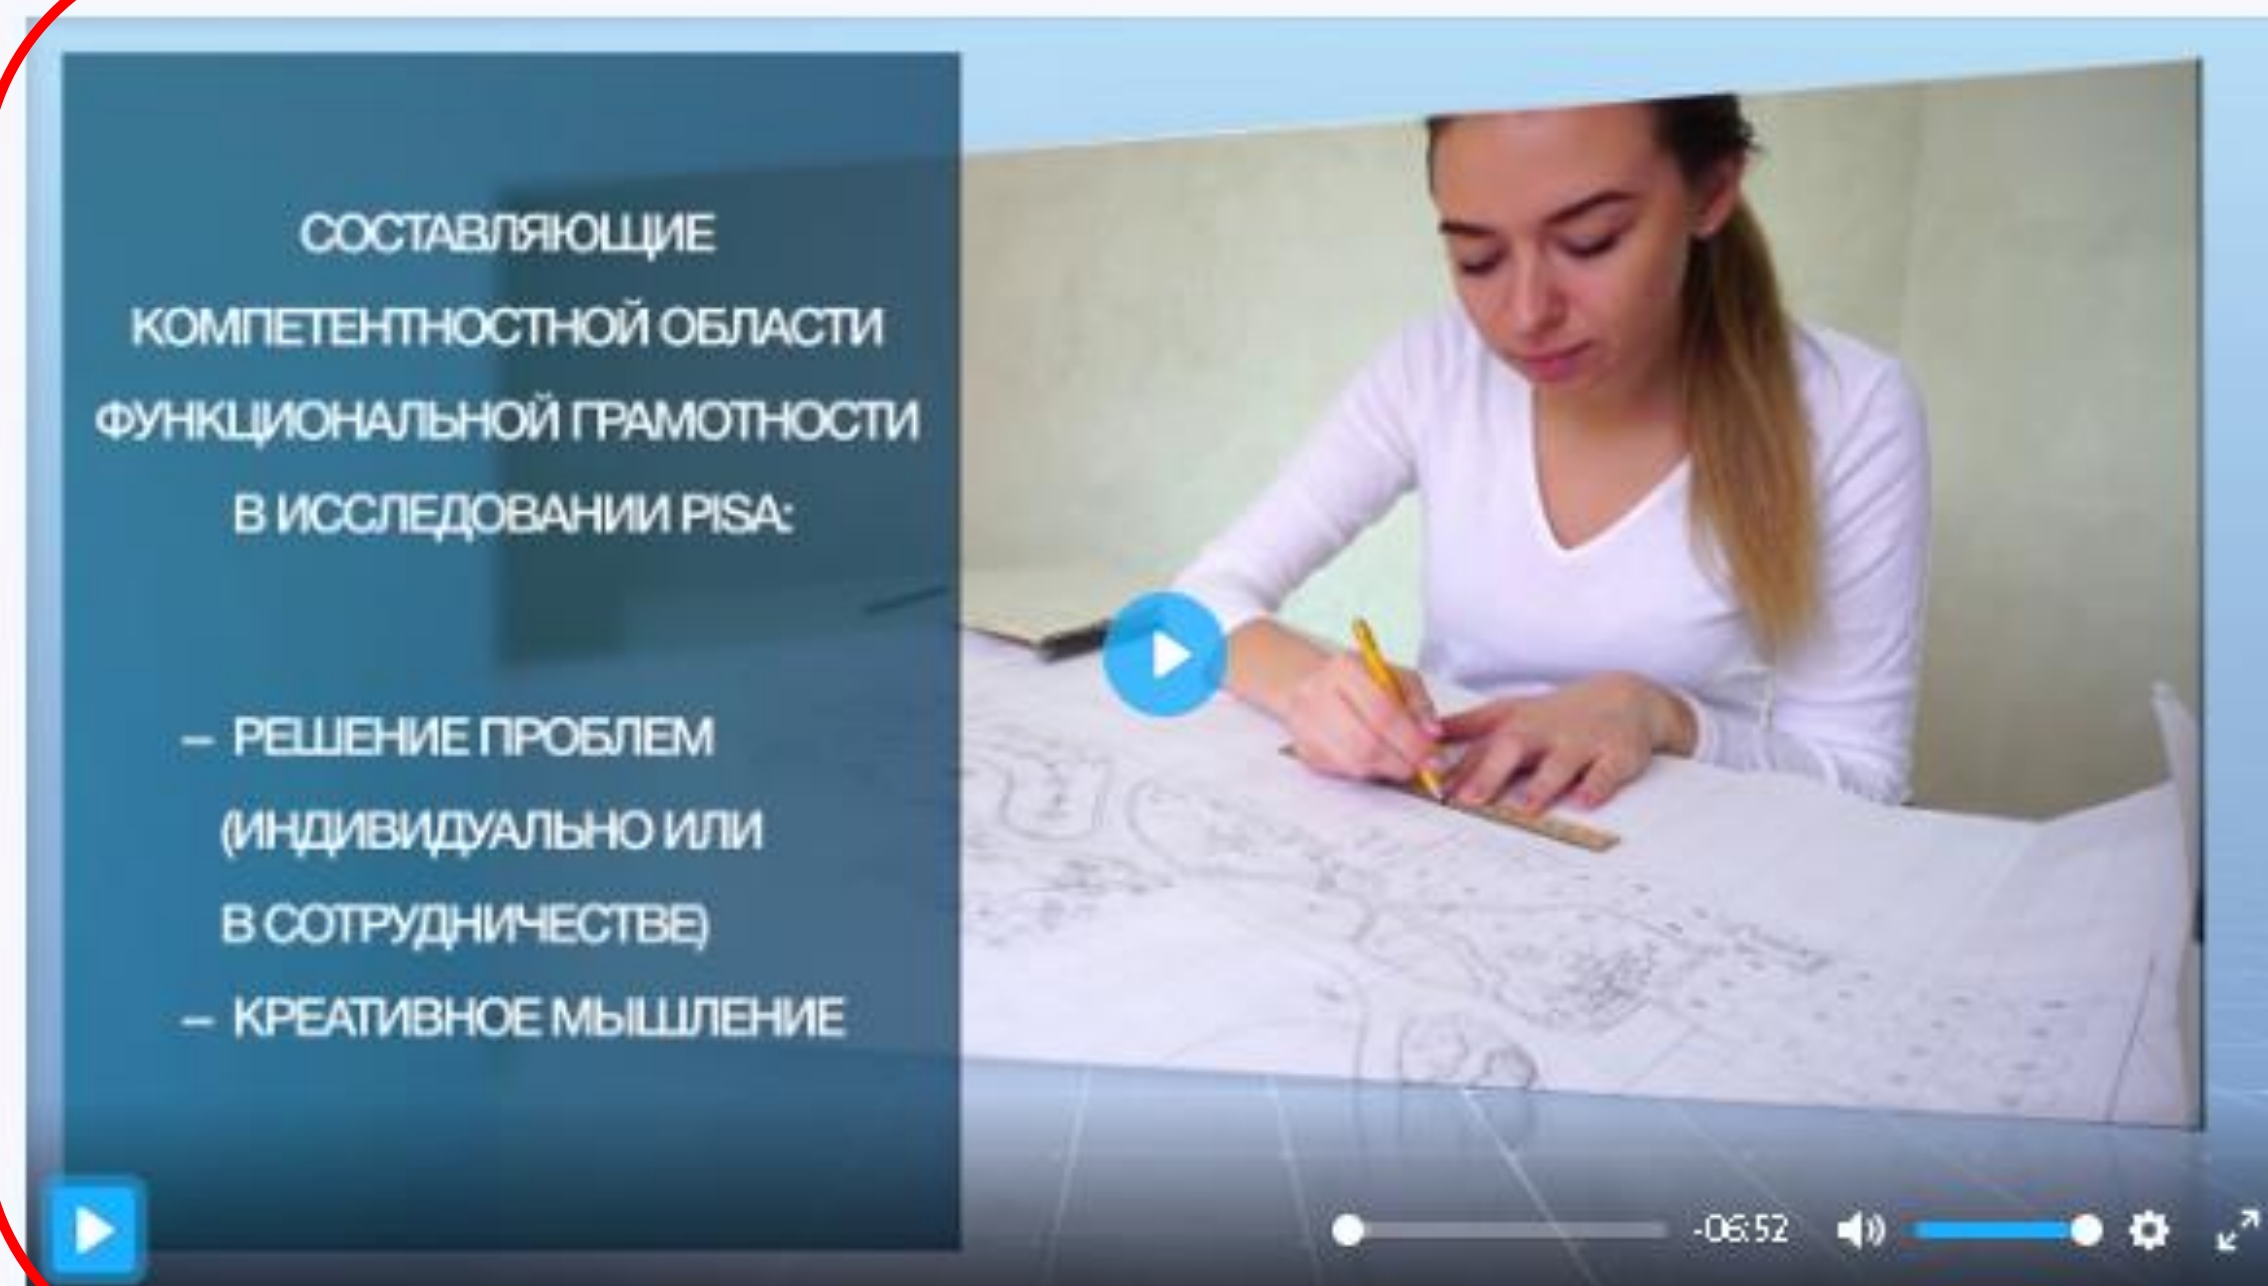 СОСТАВЛЯЮЩИЕ
КОМПЕТЕНТНОСТНОЙ ОБЛАСТИ
ФУНКЦИОНАЛЬНОЙ ГРАМОТНОСТИ
В ИССЛЕДОВАНИИ PISA:
– РЕШЕНИЕ ПРОБЛЕМ
(ИНДИВИДУАЛЬНО ИЛИ
В СОТРУДНИЧЕСТВЕ)
– КРЕАТИВНОЕ МЫШЛЕНИЕ
-06:52